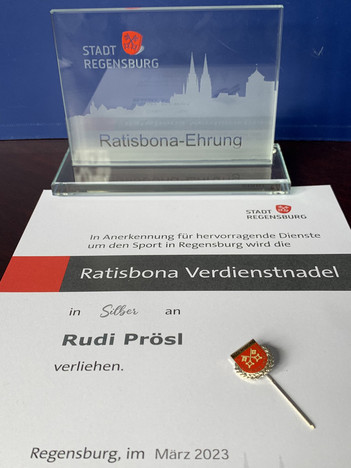 STADT
REGENSBURG
Ratisbona-Ehrung
STADT
REGENSBURG
In Anerkennung für hervorragende Dienste
um den Sport in Regensburg wird die
Ratisbona Verdienstnadel
in Silber an
Rudi Prösl
verliehen.
Regensburg, im März 2023